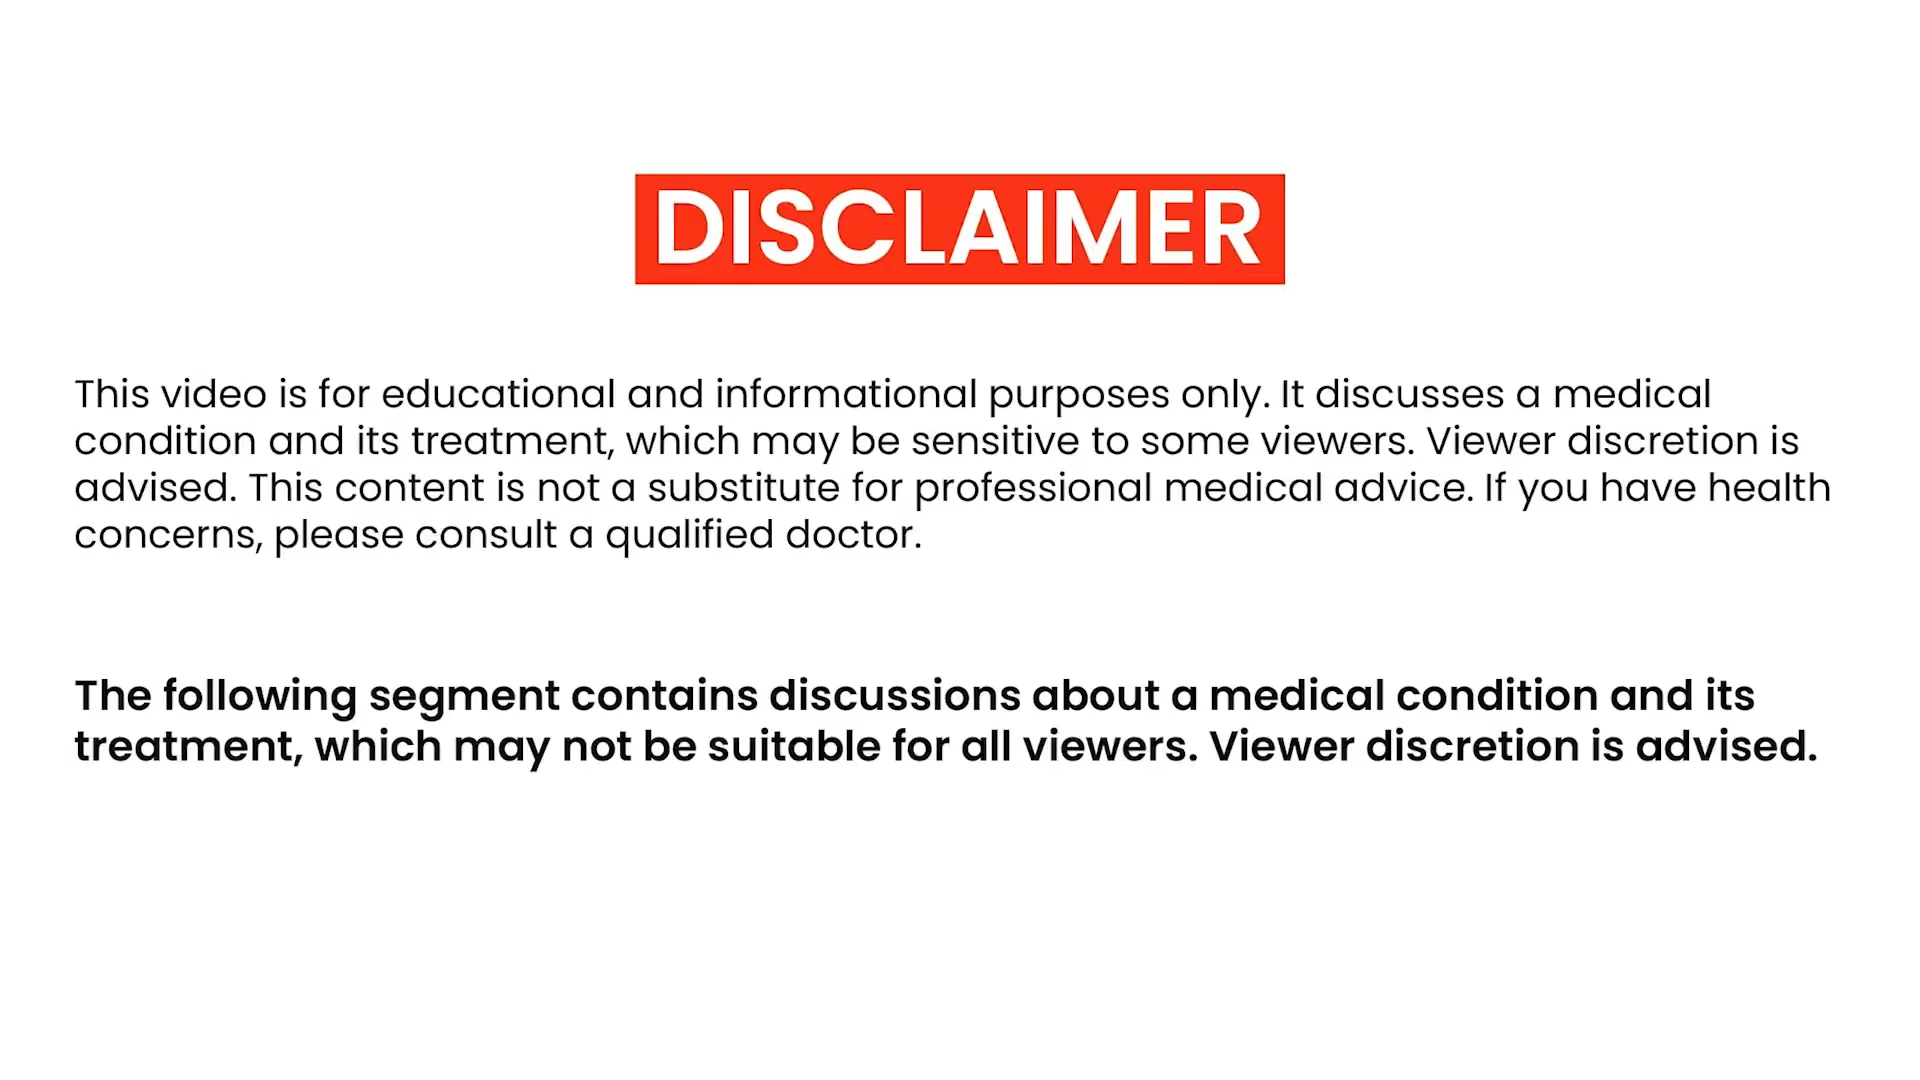 DISCLAIMER
This video is for educational and informational purposes only. It discusses a medical
condition and its treatment, which may be sensitive to some viewers. Viewer discretion is
advised. This content is not a substitute for professional medical advice. If you have health
concerns, please consult a qualified doctor.
The following segment contains discussions about a medical condition and its
treatment, which may not be suitable for all viewers. Viewer discretion is advised.